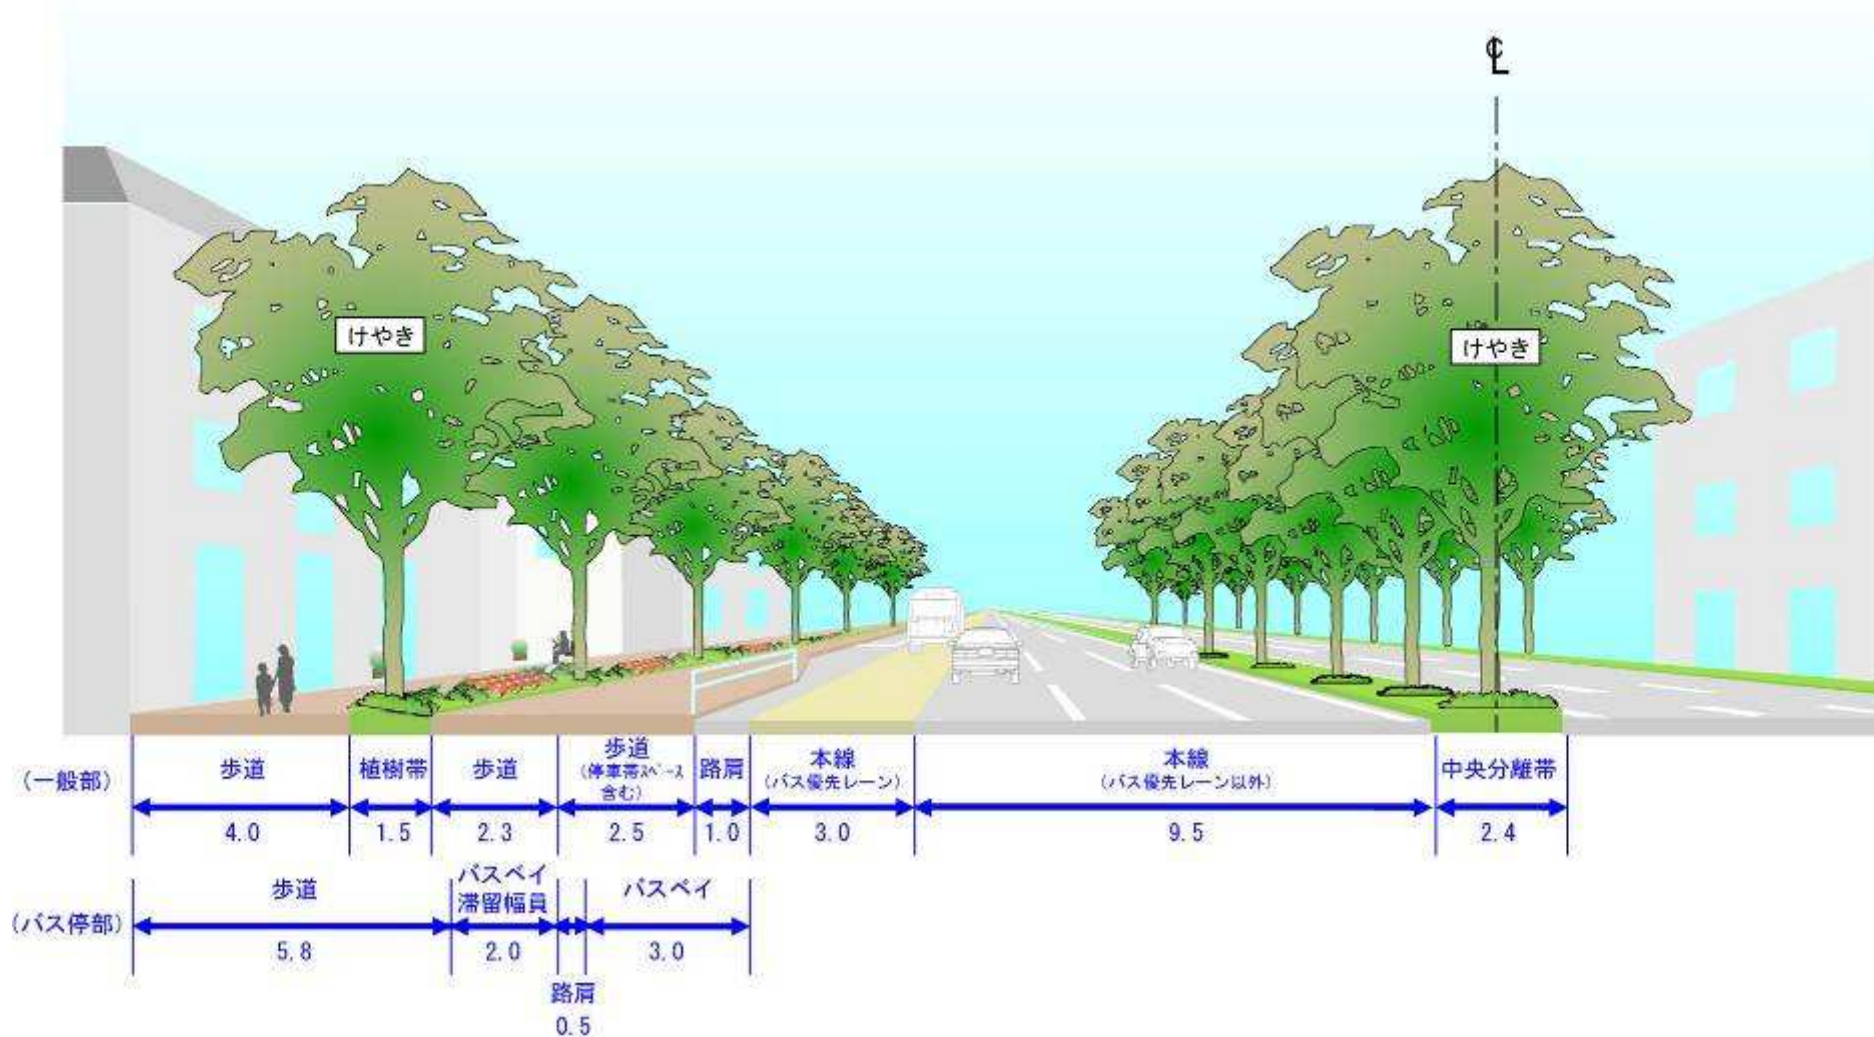 ℄
けやき
けやき
(一般部)
歩道
植樹帯
歩道
歩道
(停車帯スペース
含む)
路肩
本線
(バス優先レーン)
本線
(バス優先レーン以外)
中央分離帯
4.0
1.5
2.3
2.5
1.0
3.0
9.5
2.4
(バス停部)
歩道
バスベイ
滞留幅員
バスベイ
5.8
2.0
3.0
路肩
0.5